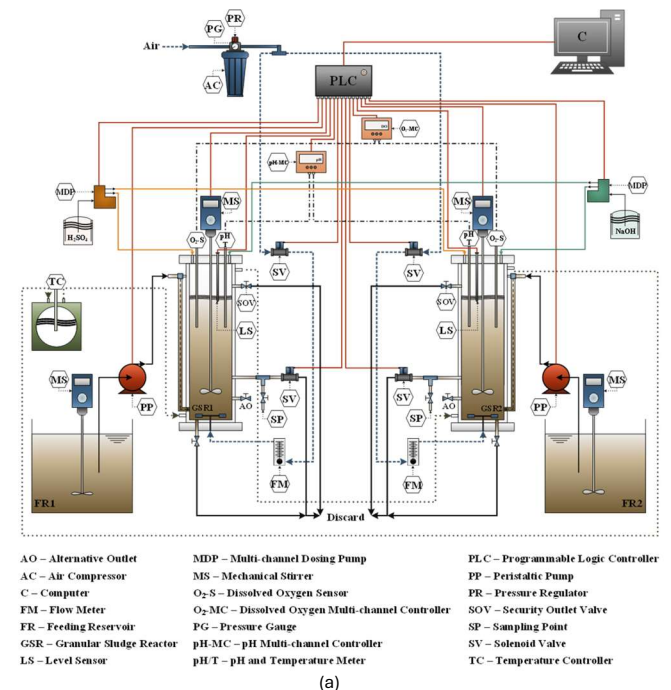 PR
PG
Air
AC
PLC
C
O₂-MC
pH-MC
pH
MDP
MDP
H₂SO₄
NaOH
MS
MS
O₂-S
pH
pH
O₂-S
SV
SV
TC
SOV
SOV
LS
LS
MS
MS
PP
PP
SV
SV
GSR1
AO
SP
SP
AO
GSR2
FM
FM
FR1
FR2
Discard
AO – Alternative Outlet
AC – Air Compressor
C – Computer
FM – Flow Meter
FR – Feeding Reservoir
GSR – Granular Sludge Reactor
LS – Level Sensor
MDP – Multi-channel Dosing Pump
MS – Mechanical Stirrer
O₂-S – Dissolved Oxygen Sensor
O₂-MC – Dissolved Oxygen Multi-channel Controller
PG – Pressure Gauge
pH-MC – pH Multi-channel Controller
pH/T – pH and Temperature Meter
PLC – Programmable Logic Controller
PP – Peristaltic Pump
PR – Pressure Regulator
SOV – Security Outlet Valve
SP – Sampling Point
SV – Solenoid Valve
TC – Temperature Controller
(a)